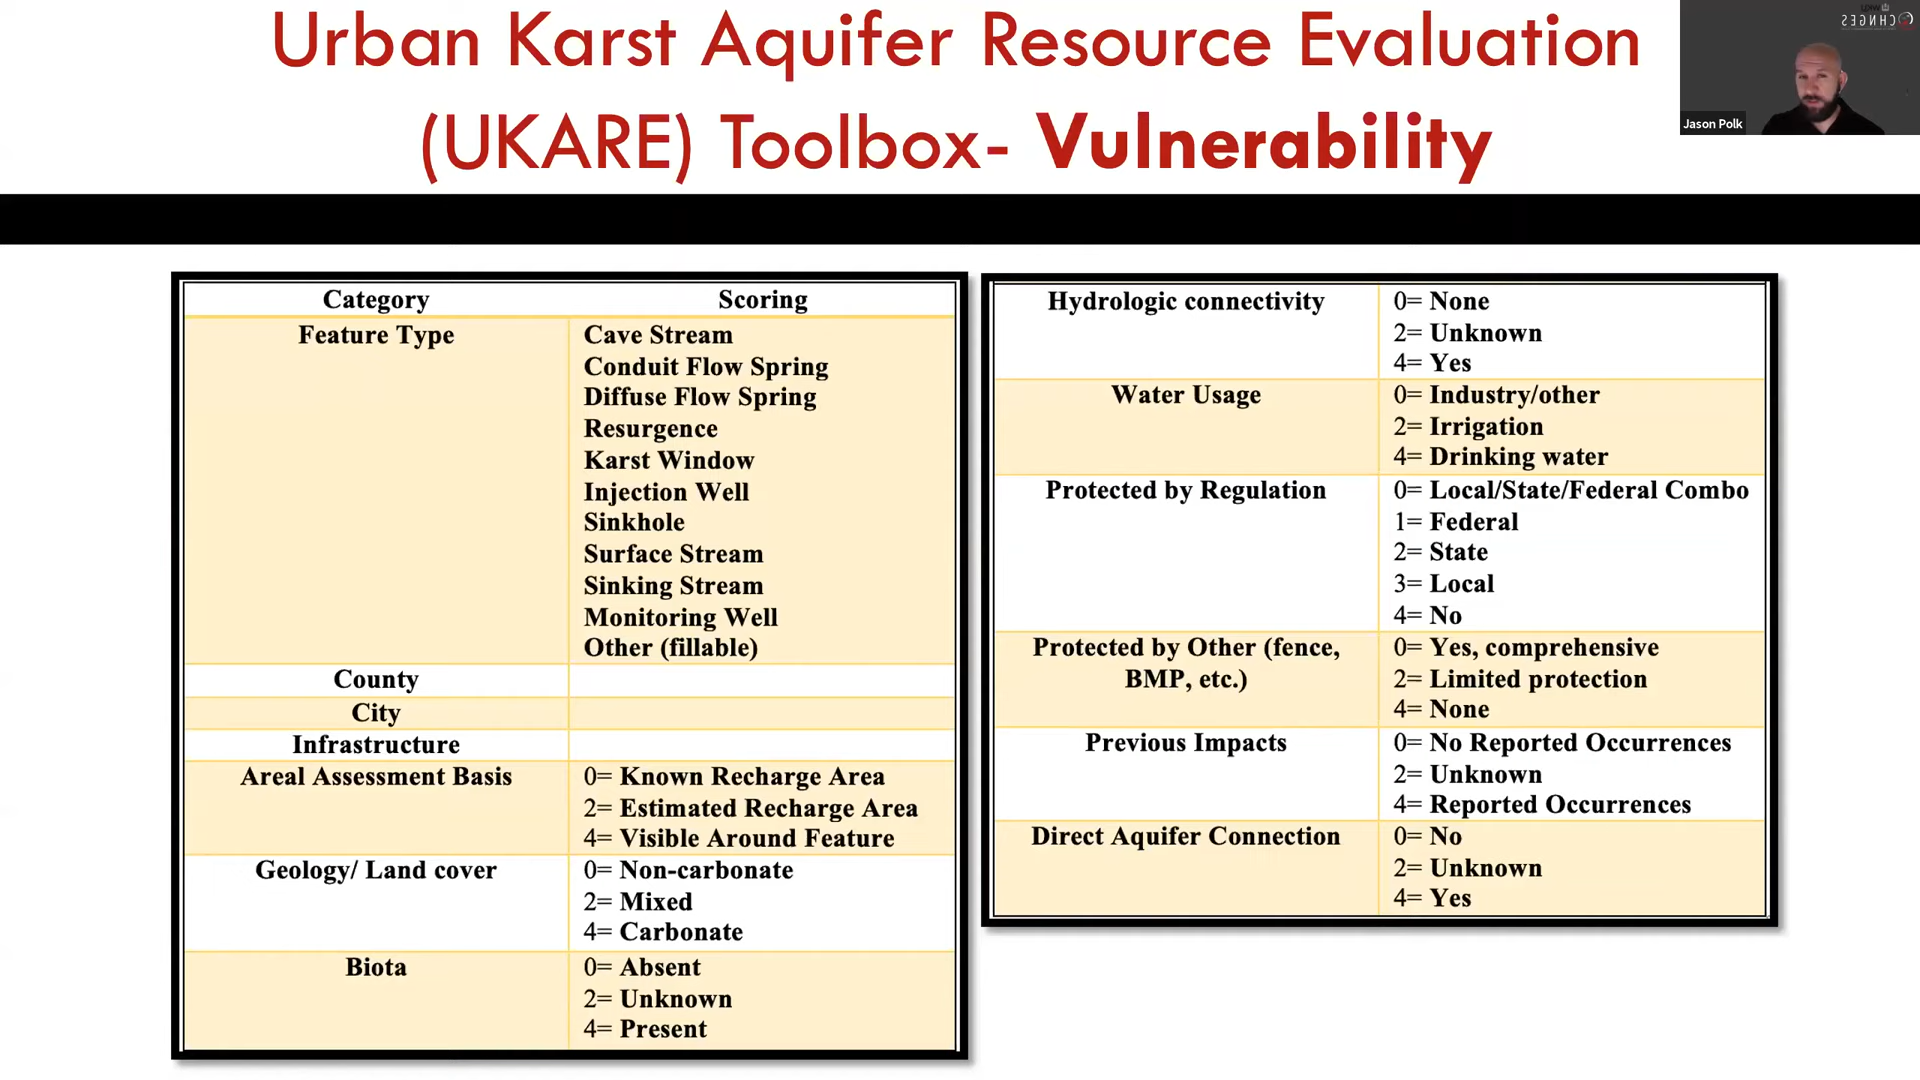 Urban Karst Aquifer Resource Evaluation
(UKARE) Toolbox- Vulnerability
Jason Polk
Category Scoring
Feature Type Cave Stream
Conduit Flow Spring
Diffuse Flow Spring
Resurgence
Karst Window
Injection Well
Sinkhole
Surface Stream
Sinking Stream
Monitoring Well
Other (fillable)
County
City
Infrastructure
Areal Assessment Basis 0= Known Recharge Area
2= Estimated Recharge Area
4= Visible Around Feature
Geology/ Land cover 0= Non-carbonate
2= Mixed
4= Carbonate
Biota 0= Absent
2= Unknown
4= Present
Hydrologic connectivity 0= None
2= Unknown
4= Yes
Water Usage 0= Industry/other
2= Irrigation
4= Drinking water
Protected by Regulation 0= Local/State/Federal Combo
1= Federal
2= State
3= Local
4= No
Protected by Other (fence, 0= Yes, comprehensive
BMP, etc.) 2= Limited protection
4= None
Previous Impacts 0= No Reported Occurrences
2= Unknown
4= Reported Occurrences
Direct Aquifer Connection 0= No
2= Unknown
4= Yes